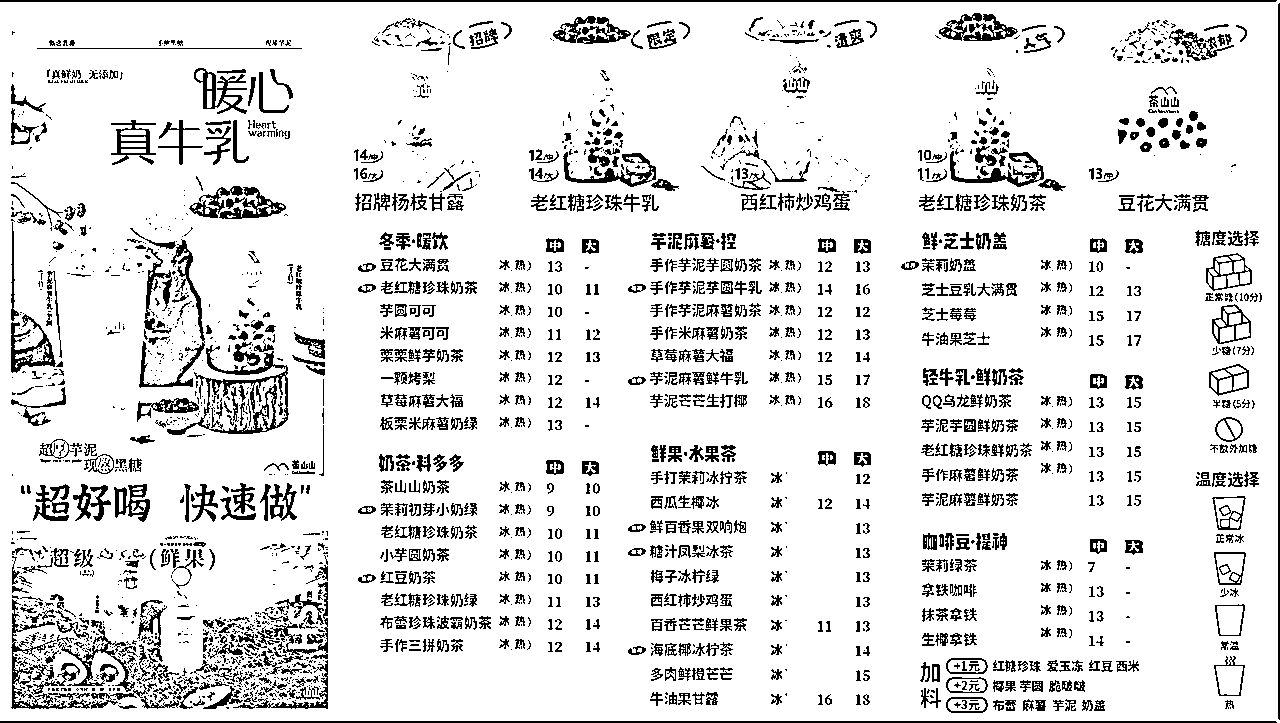 「真鲜奶 无添加」
暖心
真牛乳
Heart
warming
超厚芋泥
现熬黑糖
茶山山
“超好喝 快速做”
超级
(鲜果)
招牌
14/中
16/大
招牌杨枝甘露
限定
12/中
14/大
老红糖珍珠牛乳
清爽
13/大
西红柿炒鸡蛋
人气
10/中
11/大
老红糖珍珠奶茶
浓郁
茶山山
13/中
豆花大满贯
冬季·暖饮 中 大
豆花大满贯 冰 热) 13 -
老红糖珍珠奶茶 冰 热) 10 11
芋圆可可 冰 热) 10 -
米麻薯可可 冰 热) 11 12
栗栗鲜芋奶茶 冰 热) 12 13
一颗烤梨 冰 热) 12 -
草莓麻薯大福 冰 热) 12 14
板栗米麻薯奶绿 冰 热) 13 -
奶茶·料多多 中 大
茶山山奶茶 冰 热) 9 10
茉莉初芽小奶绿 冰 热) 9 10
老红糖珍珠奶茶 冰 热) 10 11
小芋圆奶茶 冰 热) 10 11
红豆奶茶 冰 热) 10 11
老红糖珍珠奶绿 冰 热) 11 13
布蕾珍珠波霸奶茶 冰 热) 12 14
手作三拼奶茶 冰 热) 12 14
芋泥麻薯·控 中 大
手作芋泥芋圆奶茶 冰 热) 12 13
手作芋泥芋圆牛乳 冰 热) 14 16
手作芋泥麻薯奶茶 冰 热) 12 12
手作米麻薯奶茶 冰 热) 12 13
草莓麻薯大福 冰 热) 12 14
芋泥麻薯鲜牛乳 冰 热) 15 17
芋泥芒芒生打椰 冰 热) 16 18
鲜果·水果茶 中 大
手打茉莉冰柠茶 冰 12
西瓜生椰冰 冰 12 14
鲜百香果双响炮 冰 13
糖汁凤梨冰茶 冰 13
梅子冰柠绿 冰 13
西红柿炒鸡蛋 冰 13
百香芒芒鲜果茶 冰 11 13
海底椰冰柠茶 冰 14
多肉鲜橙芒芒 冰 15
牛油果甘露 冰 16 18
鲜·芝士奶盖 中 大
茉莉奶盖 冰 热) 10 -
芝士豆乳大满贯 冰 热) 12 13
芝士莓莓 冰 热) 15 17
牛油果芝士 冰 热) 15 17
轻牛乳·鲜奶茶 中 大
QQ乌龙鲜奶茶 冰 热) 13 15
芋泥芋圆鲜奶茶 冰 热) 13 15
老红糖珍珠鲜奶茶 冰 热) 13 15
手作麻薯鲜奶茶 冰 热) 13 15
芋泥麻薯鲜奶茶 13 15
咖啡豆·提神 中 大
茉莉绿茶 冰 热) 7 -
拿铁咖啡 冰 热) 13 -
抹茶拿铁 冰 热) 13 -
生椰拿铁 冰 热) 14 -
加料
+1元 红糖珍珠 爱玉冻 红豆 西米
+2元 椰果 芋圆 脆啵啵
+3元 布蕾 麻薯 芋泥 奶盖
糖度选择
正常糖(10分)
少糖(7分)
半糖(5分)
不额外加糖
温度选择
正常冰
少冰
常温
热